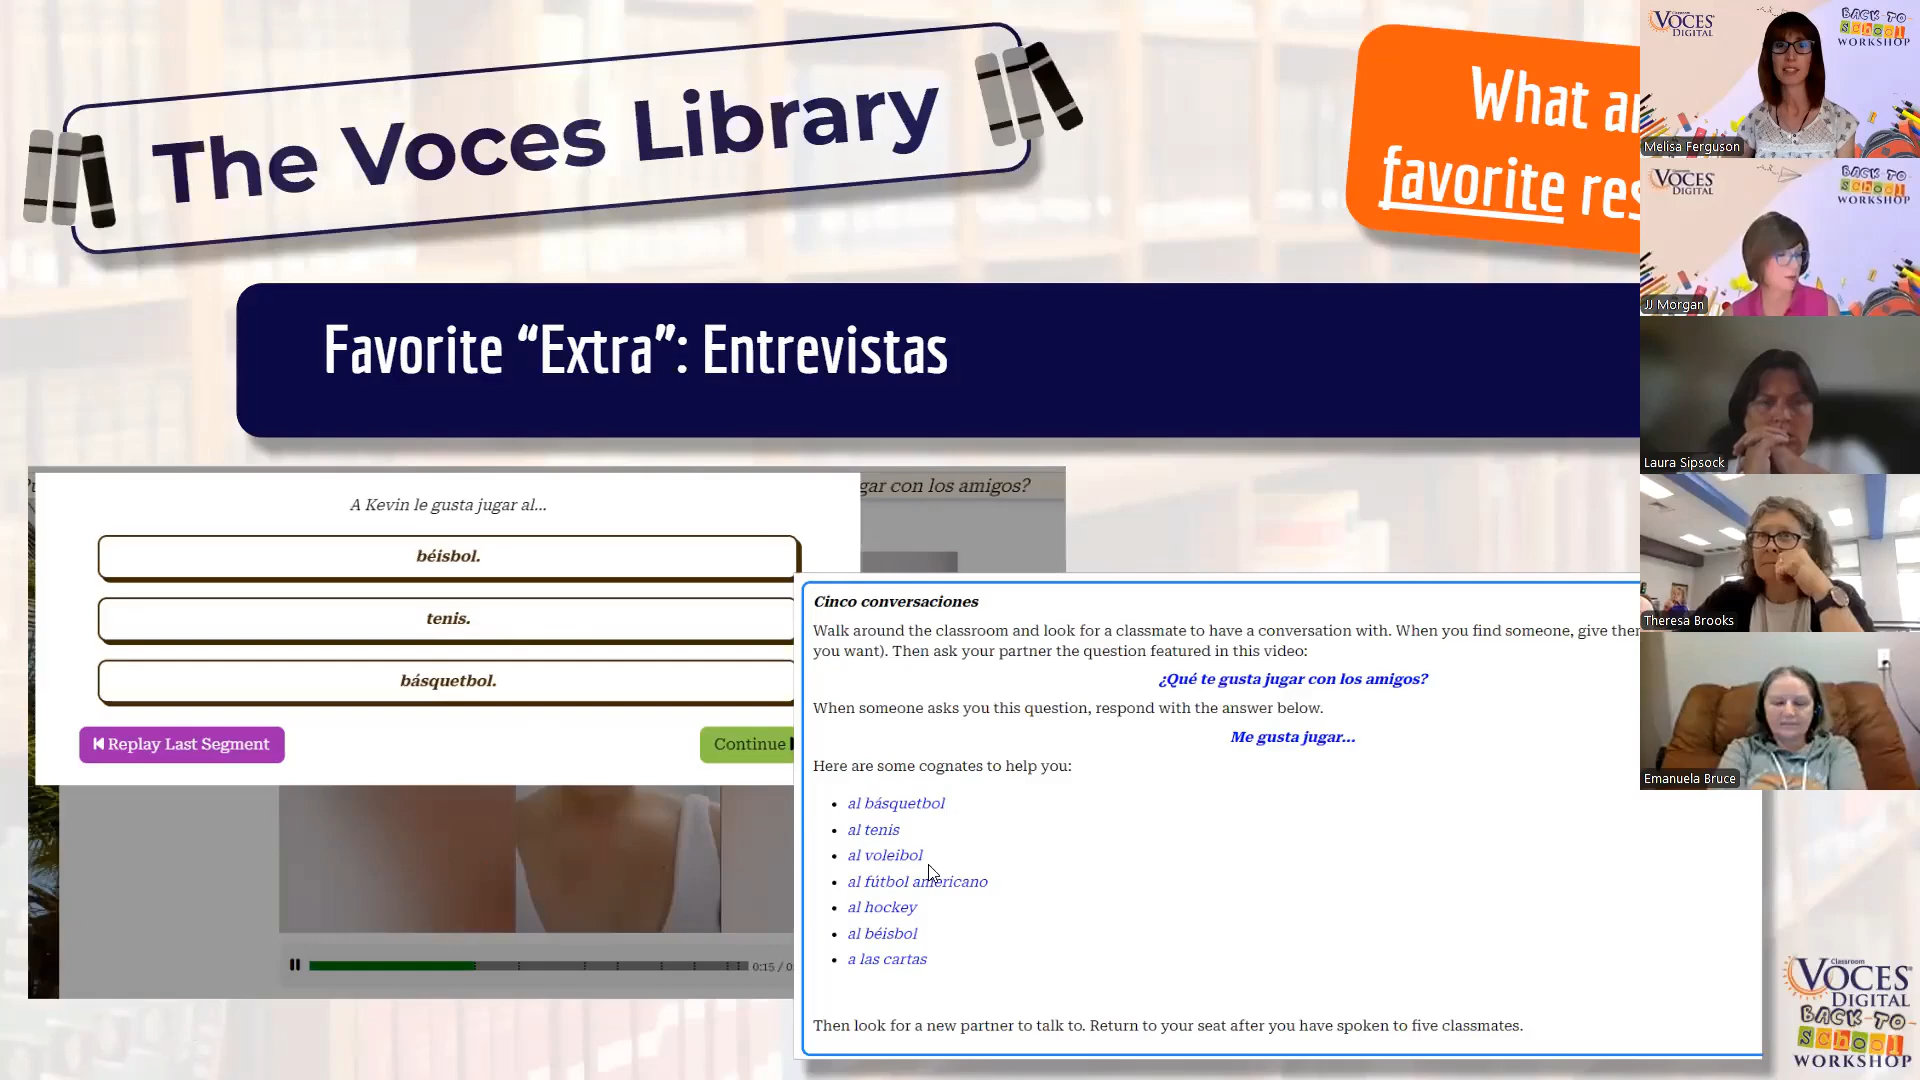 The Voces Library
What a
favorite res
Favorite “Extra”: Entrevistas
gar con los amigos?
A Kevin le gusta jugar al...
béisbol.
tenis.
básquetbol.
Replay Last Segment
Continue
0:15 / 0
Cinco conversaciones
Walk around the classroom and look for a classmate to have a conversation with. When you find someone, give the
you want). Then ask your partner the question featured in this video:
¿Qué te gusta jugar con los amigos?
When someone asks you this question, respond with the answer below.
Me gusta jugar...
Here are some cognates to help you:
• al básquetbol
• al tenis
• al voleibol
• al fútbol americano
• al hockey
• al béisbol
• a las cartas
Then look for a new partner to talk to. Return to your seat after you have spoken to five classmates.
VOCES
DIGITAL
BACK-TO-
SCHOOL
WORKSHOP
Melisa Ferguson
VOCES
DIGITAL
BACK-TO-
SCHOOL
WORKSHOP
JJ Morgan
Laura Sipsock
Theresa Brooks
Emanuela Bruce
Classroom
VOCES
DIGITAL
BACK-TO-
SCHOOL
WORKSHOP